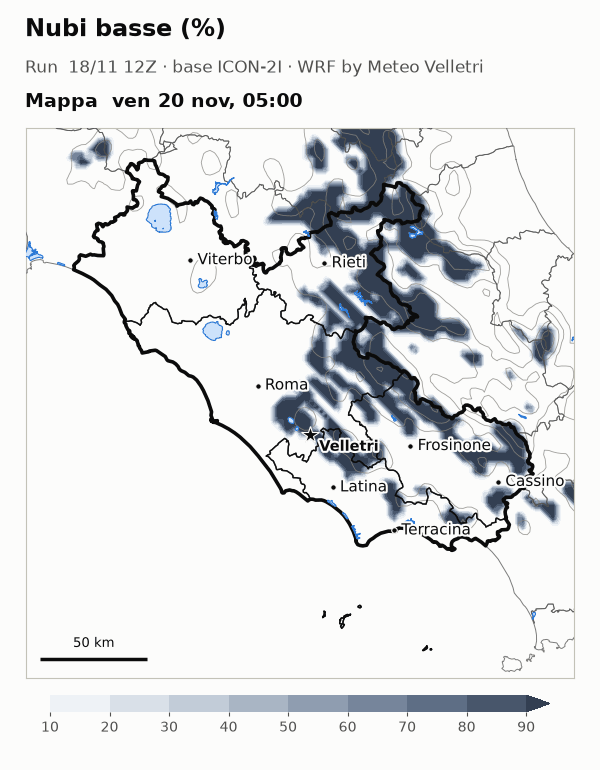 Nubi basse (%)
Run 18/11 12Z · base ICON-2I · WRF by Meteo Velletri
Mappa ven 20 nov, 05:00
Viterbo
Rieti
Roma
Velletri
Frosinone
Latina
Cassino
Terracina
50 km
10 20 30 40 50 60 70 80 90